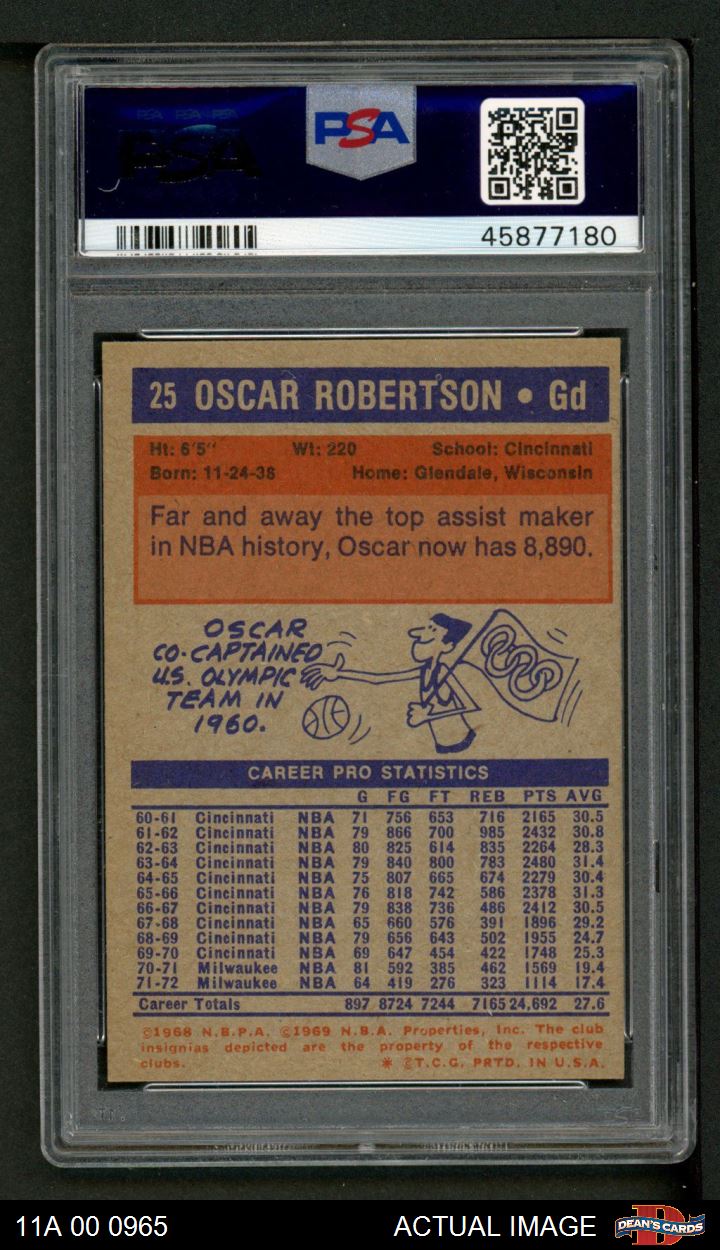 PSA PSA PSA
PSA
PSA
45877180
25 OSCAR ROBERTSON • Gd
Ht: 6'5" Wt: 220 School: Cincinnati
Born: 11-24-38 Home: Glendale, Wisconsin
Far and away the top assist maker
in NBA history, Oscar now has 8,890.
OSCAR
CO-CAPTAINED
U.S. OLYMPIC
TEAM IN
1960.
CAREER PRO STATISTICS
G FG FT REB PTS AVG
60-61 Cincinnati NBA 71 756 653 716 2165 30.5
61-62 Cincinnati NBA 79 866 700 985 2432 30.8
62-63 Cincinnati NBA 80 825 614 835 2264 28.3
63-64 Cincinnati NBA 79 840 800 783 2480 31.4
64-65 Cincinnati NBA 75 807 665 674 2279 30.4
65-66 Cincinnati NBA 76 818 742 586 2378 31.3
66-67 Cincinnati NBA 79 838 736 486 2412 30.5
67-68 Cincinnati NBA 65 660 576 391 1896 29.2
68-69 Cincinnati NBA 79 656 643 502 1955 24.7
69-70 Cincinnati NBA 69 647 454 422 1748 25.3
70-71 Milwaukee NBA 81 592 385 462 1569 19.4
71-72 Milwaukee NBA 64 419 276 323 1114 17.4
Career Totals 897 8724 7244 7165 24,692 27.6
©1968 N.B.P.A. ©1969 N.B.A. Properties, Inc. The club
insignias depicted are the property of the respective
clubs. * ©T.C.G. PRTD. IN U.S.A.
11A 00 0965 ACTUAL IMAGE DEAN'S CARDS